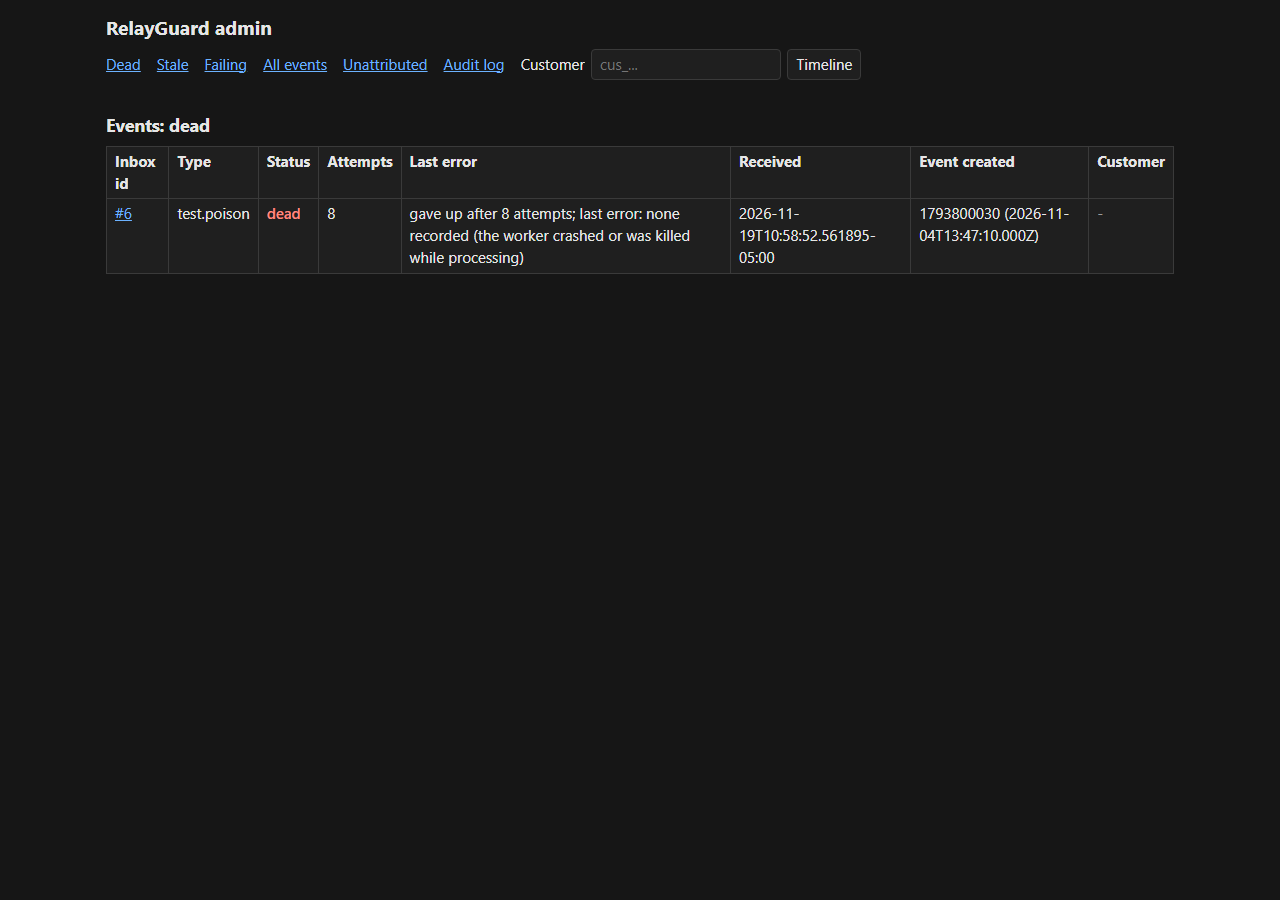 RelayGuard admin
Dead Stale Failing All events Unattributed Audit log Customer cus_... Timeline
Events: dead
Inbox id Type Status Attempts Last error Received Event created Customer
#6 test.poison dead 8 gave up after 8 attempts; last error: none 2026-11- 1793800030 (2026-11- -
recorded (the worker crashed or was killed 19T10:58:52.561895- 04T13:47:10.000Z)
while processing) 05:00